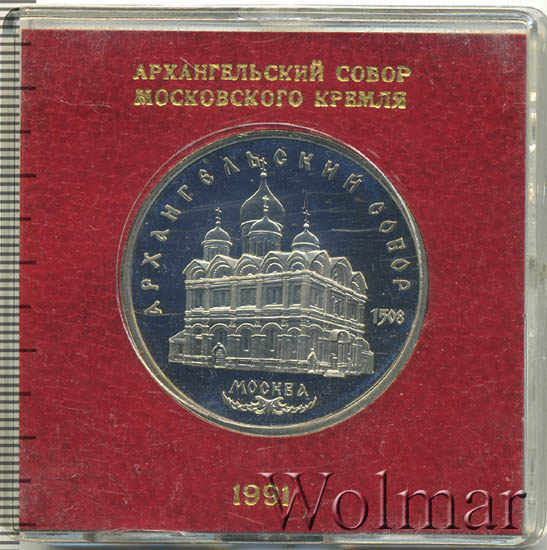 АРХАНГЕЛЬСКИЙ СОБОР
МОСКОВСКОГО КРЕМЛЯ
АРХАНГЕЛЬСКИЙ СОБОР
1508
МОСКВА
1991
Wolmar